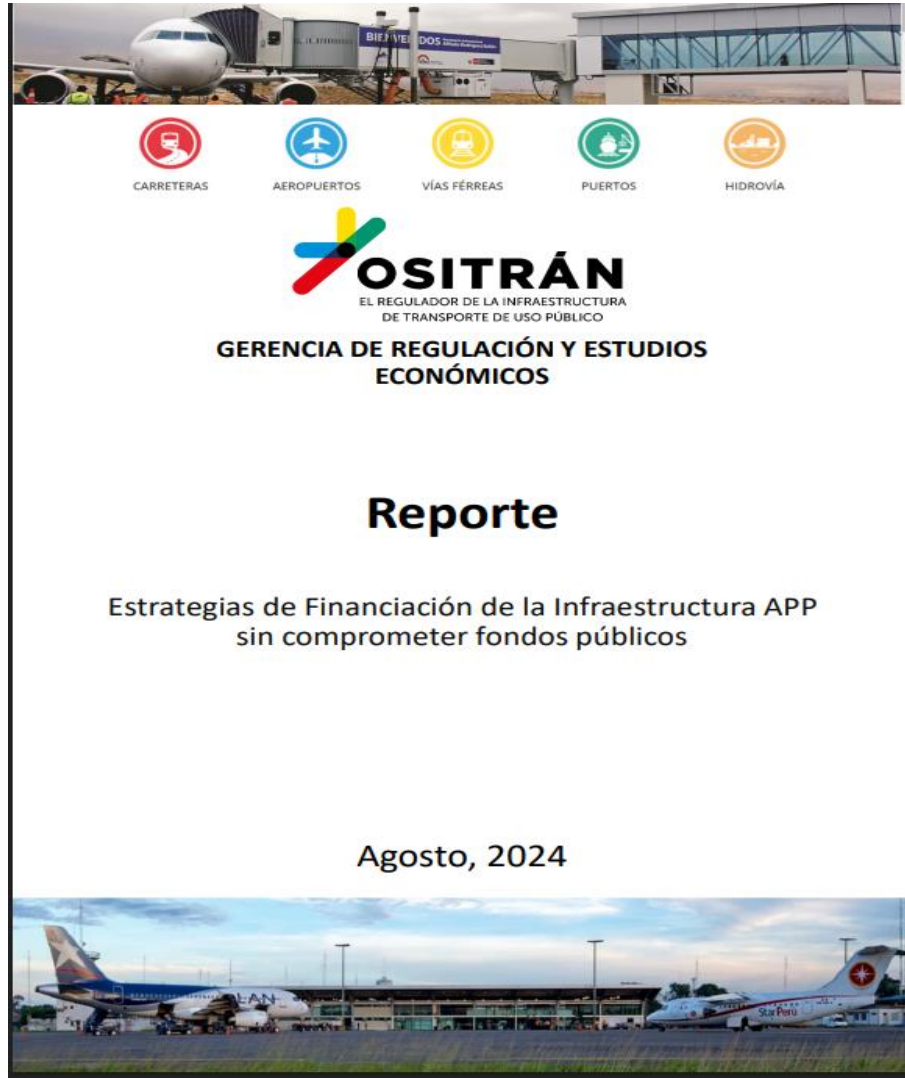 BIENVENIDOS
CARRETERAS
AEROPUERTOS
VÍAS FÉRREAS
PUERTOS
HIDROVÍA
OSITRÁN
EL REGULADOR DE LA INFRAESTRUCTURA
DE TRANSPORTE DE USO PÚBLICO
GERENCIA DE REGULACIÓN Y ESTUDIOS
ECONÓMICOS
Reporte
Estrategias de Financiación de la Infraestructura APP
sin comprometer fondos públicos
Agosto, 2024
LAN
StarPerú